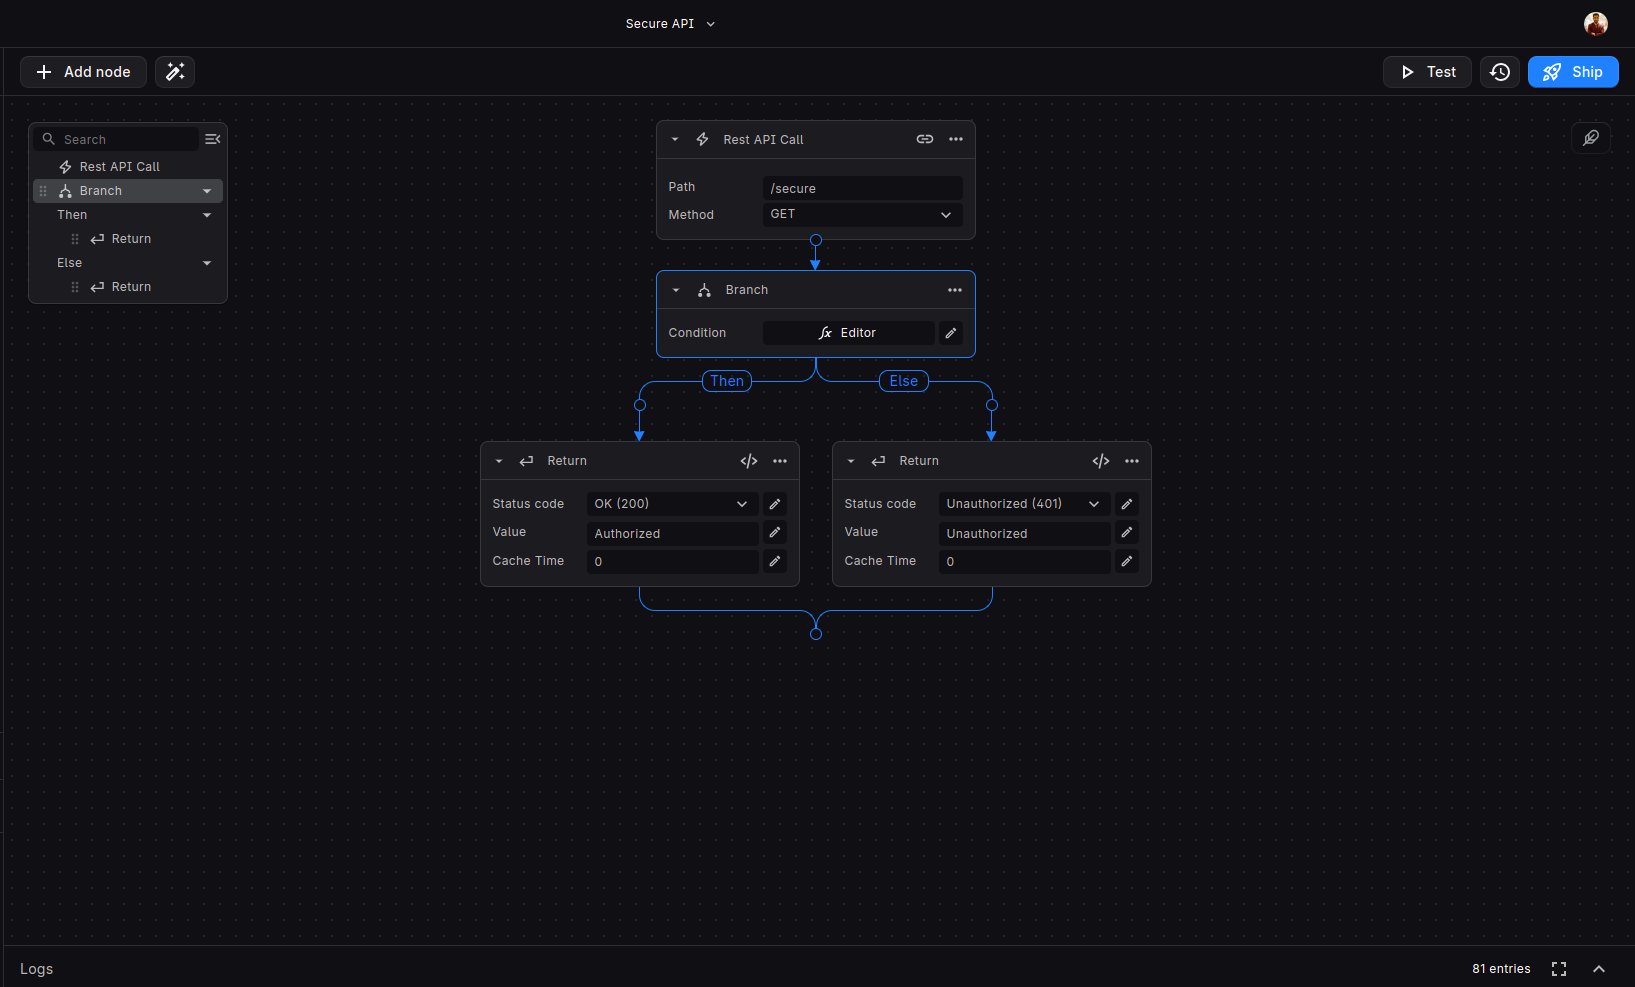 Secure API
Add node
Test
Ship
Search
Rest API Call
Branch
Then
Return
Else
Return
Rest API Call
Path
/secure
Method
GET
Branch
Condition
fx Editor
Then
Else
Return
Status code
OK (200)
Value
Authorized
Cache Time
0
Return
Status code
Unauthorized (401)
Value
Unauthorized
Cache Time
0
Logs
81 entries